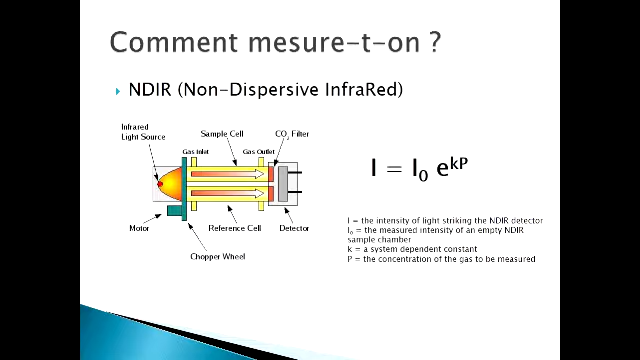 Comment mesure-t-on ?
NDIR (Non-Dispersive InfraRed)
Infrared
Light Source
Sample Cell
CO2 Filter
Gas Inlet
Gas Outlet
I = I0 e^kP
Motor
Reference Cell
Detector
Chopper Wheel
I = the intensity of light striking the NDIR detector
I0 = the measured intensity of an empty NDIR
sample chamber
k = a system dependent constant
P = the concentration of the gas to be measured